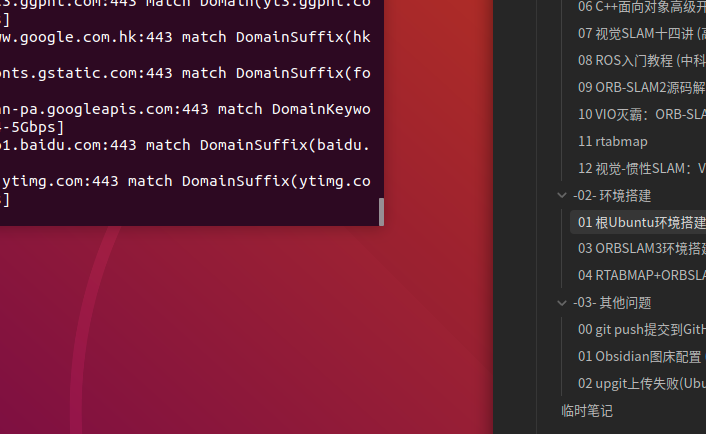 s]
ww.google.com.hk:443 match DomainSuffix(hk
onts.gstatic.com:443 match DomainSuffix(fo
an-pa.googleapis.com:443 match DomainKeywo
4-5Gbps]
p1.baidu.com:443 match DomainSuffix(baidu.
ytimg.com:443 match DomainSuffix(ytimg.co
s]
06 C++面向对象高级开
07 视觉SLAM十四讲 (高
08 ROS入门教程 (中科
09 ORB-SLAM2源码解
10 VIO灭霸：ORB-SLA
11 rtabmap
12 视觉-惯性SLAM：V
-02- 环境搭建
01 根Ubuntu环境搭建
03 ORBSLAM3环境搭建
04 RTABMAP+ORBSLA
-03- 其他问题
00 git push提交到GitH
01 Obsidian图床配置
02 upgit上传失败(Ubu
临时笔记